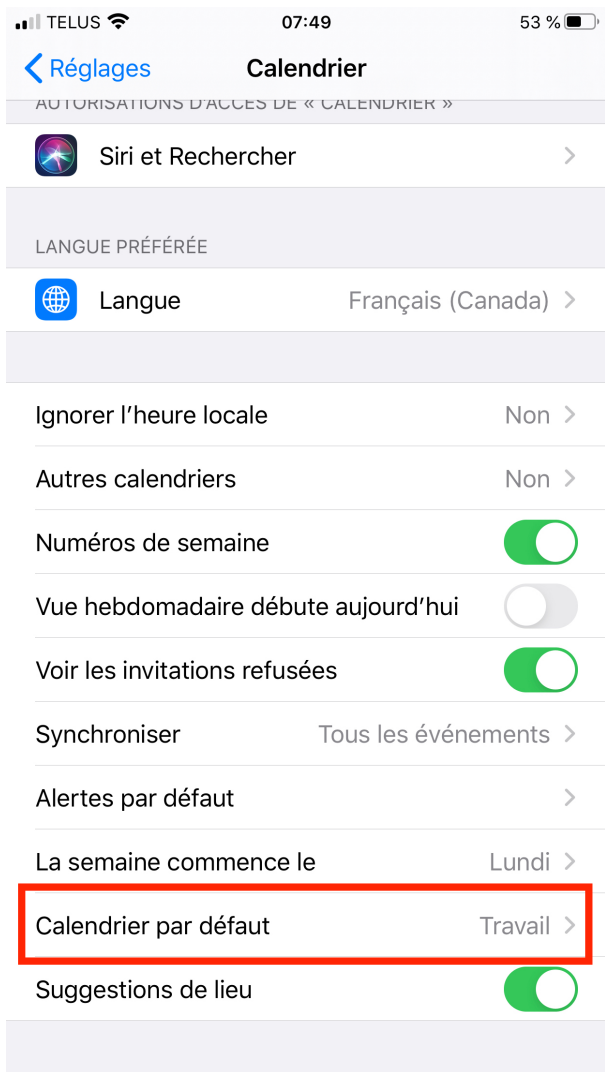 TELUS 07:49 53 %
Réglages Calendrier
AUTORISATIONS D'ACCÈS DE « CALENDRIER »
Siri et Rechercher
LANGUE PRÉFÉRÉE
Langue Français (Canada)
Ignorer l’heure locale Non
Autres calendriers Non
Numéros de semaine
Vue hebdomadaire débute aujourd’hui
Voir les invitations refusées
Synchroniser Tous les événements
Alertes par défaut
La semaine commence le Lundi
Calendrier par défaut Travail
Suggestions de lieu